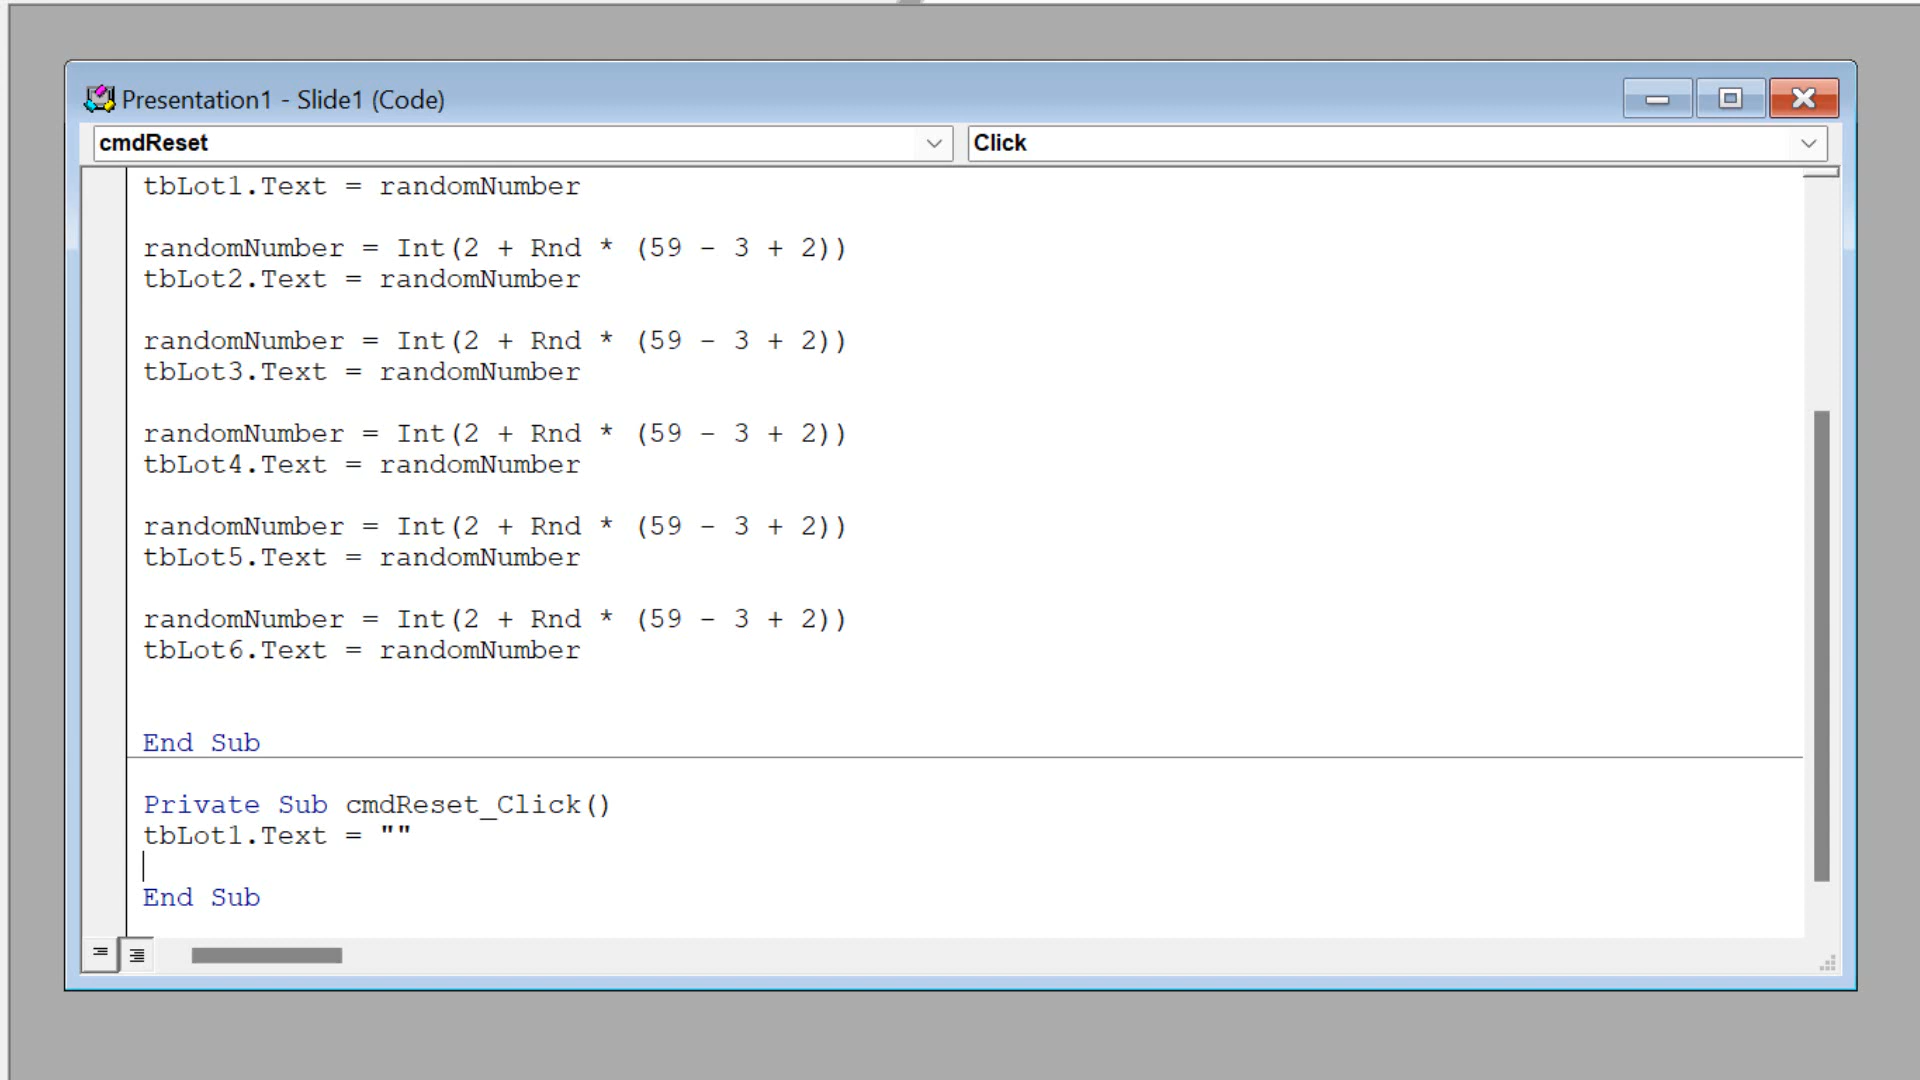 Presentation1 - Slide1 (Code)
cmdReset
Click
tbLot1.Text = randomNumber
randomNumber = Int(2 + Rnd * (59 - 3 + 2))
tbLot2.Text = randomNumber
randomNumber = Int(2 + Rnd * (59 - 3 + 2))
tbLot3.Text = randomNumber
randomNumber = Int(2 + Rnd * (59 - 3 + 2))
tbLot4.Text = randomNumber
randomNumber = Int(2 + Rnd * (59 - 3 + 2))
tbLot5.Text = randomNumber
randomNumber = Int(2 + Rnd * (59 - 3 + 2))
tbLot6.Text = randomNumber
End Sub
Private Sub cmdReset_Click()
tbLot1.Text = ""
End Sub